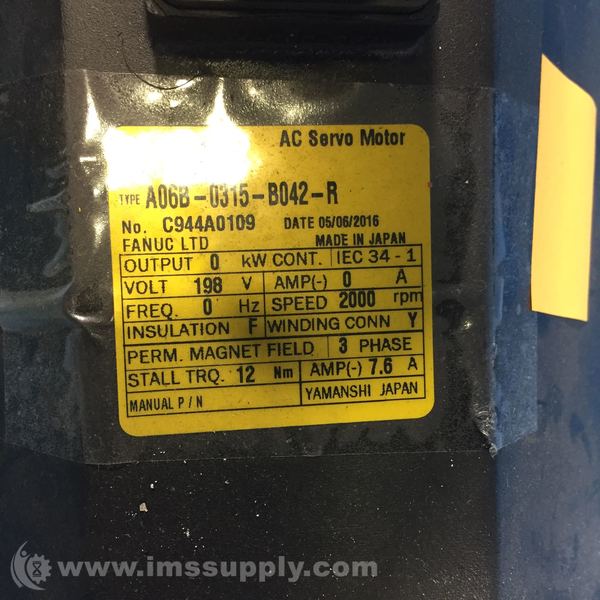 AC Servo Motor
TYPE A06B-0315-B042-R
No. C944A0109 DATE 05/06/2016
FANUC LTD MADE IN JAPAN
OUTPUT 0 kW CONT. IEC 34-1
VOLT 198 V AMP(~) 0 A
FREQ. 0 Hz SPEED 2000 rpm
INSULATION F WINDING CONN Y
PERM. MAGNET FIELD 3 PHASE
STALL TRQ. 12 Nm AMP(~) 7.6 A
MANUAL P/N YAMANSHI JAPAN
www.imssupply.com